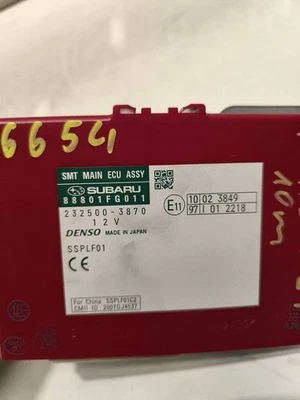 6654
SMT MAIN ECU ASSY
SUBARU
88801FG011
232500-3870
12V
DENSO MADE IN JAPAN
SSPLF01
CE
E11
10 02 3849
97 I 01 2218
10m
For China SSPLF01C2
CMII ID :2007DJ4537